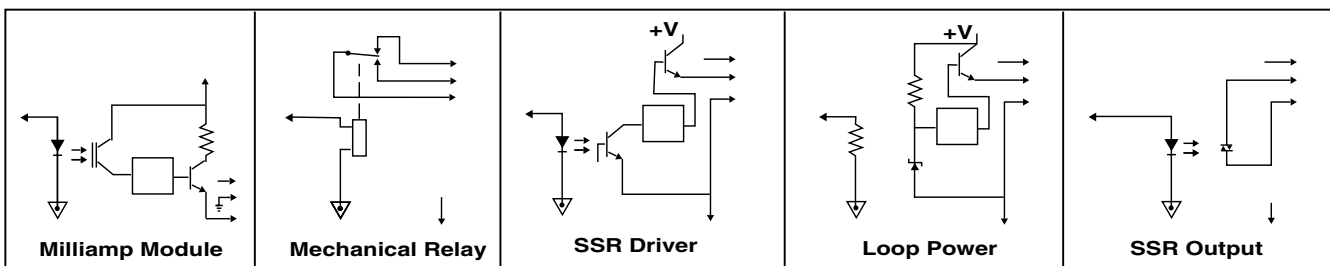 +V
+V
Milliamp Module
Mechanical Relay
SSR Driver
Loop Power
SSR Output